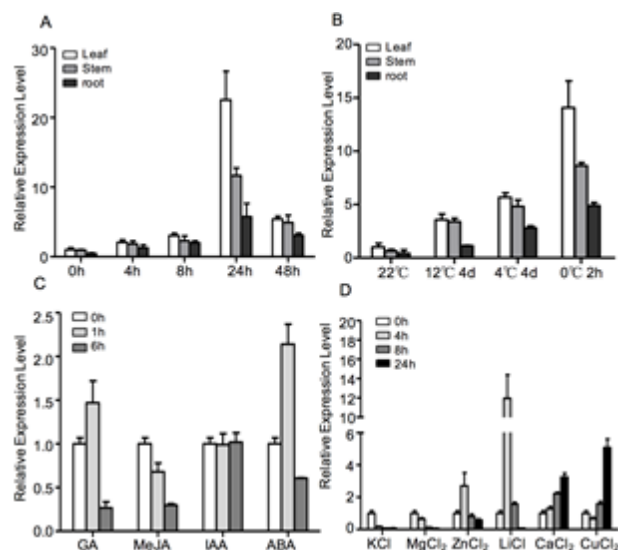 A
Leaf
Stem
root
Relative Expression Level
30
20
10
0
0h 4h 8h 24h 48h
B
Leaf
Stem
root
Relative Expression Level
20
15
10
5
0
22℃ 12℃ 4d 4℃ 4d 0℃ 2h
C
0h
1h
6h
Relative Expression Level
2.5
2.0
1.5
1.0
0.5
0.0
GA MeJA IAA ABA
D
0h
4h
8h
24h
Relative Expression Level
20
18
16
14
12
10
8
6
4
2
0
KCl MgCl₂ ZnCl₂ LiCl CaCl₂ CuCl₂